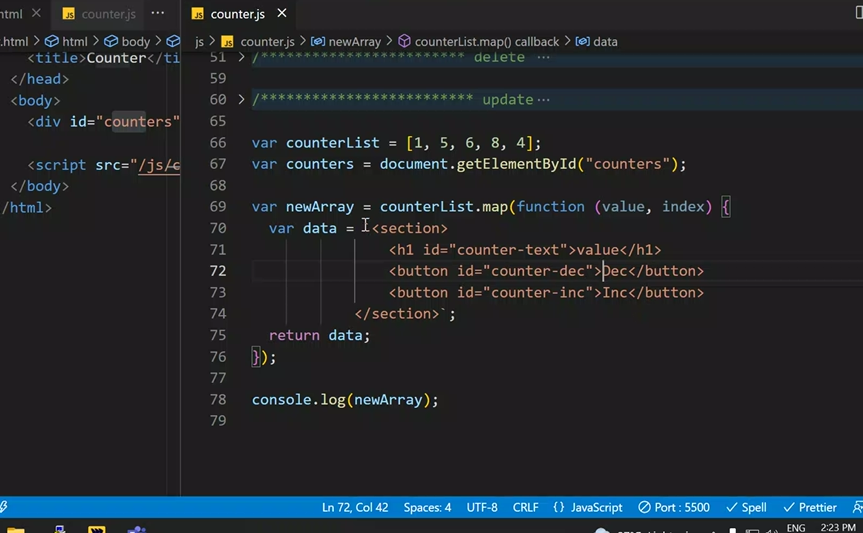 html × JS counter.js ··· JS counter.js ×
.html > html > body > js > JS counter.js > newArray > counterList.map() callback > data
<title>Counter</ti
</head>
<body>
<div id="counters"
<script src="/js/c
</body>
/html>
51 > /************************ delete ···
59
60 > /************************* update···
65
66 var counterList = [1, 5, 6, 8, 4];
67 var counters = document.getElementById("counters");
68
69 var newArray = counterList.map(function (value, index) {
70 var data = `<section>
71 <h1 id="counter-text">value</h1>
72 <button id="counter-dec">Dec</button>
73 <button id="counter-inc">Inc</button>
74 </section>`;
75 return data;
76 });
77
78 console.log(newArray);
79
Ln 72, Col 42 Spaces: 4 UTF-8 CRLF {} JavaScript Port : 5500 Spell Prettier
ENG 2:23 PM